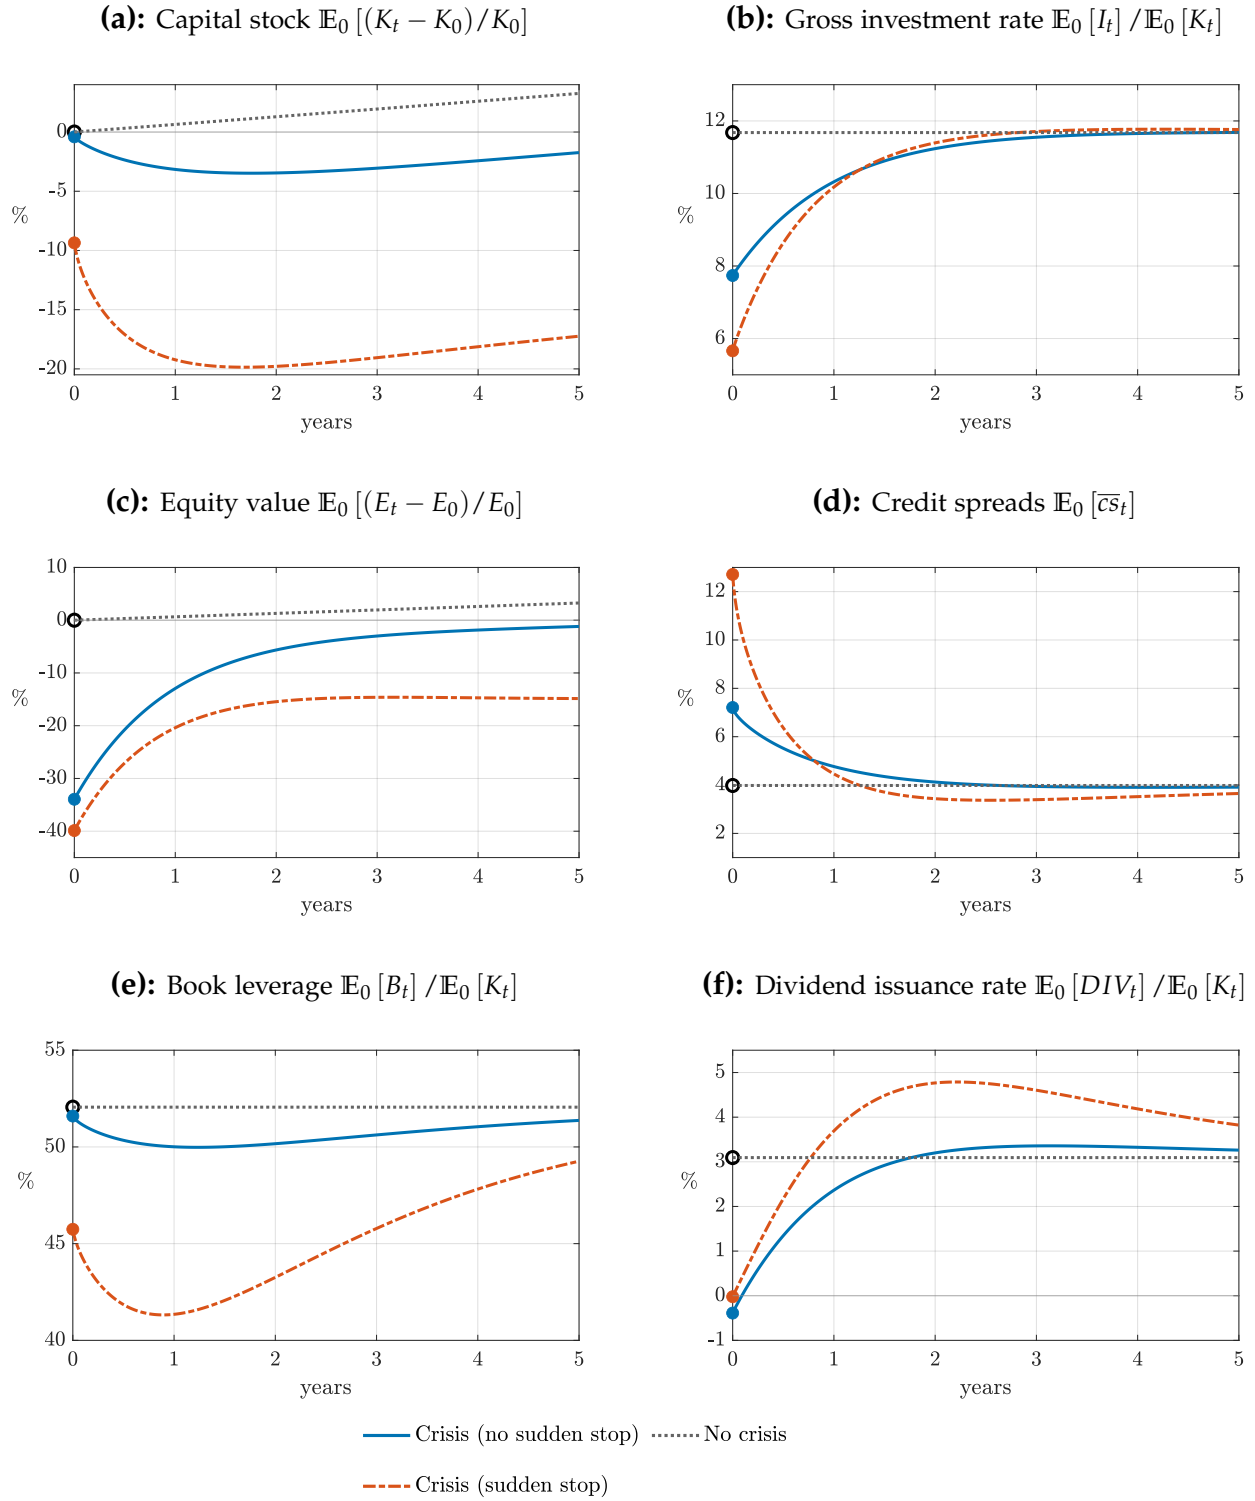 (a): Capital stock 𝔼₀ [(Kₜ − K₀)/K₀]
0
-5
-10
-15
-20
%
0 1 2 3 4 5
years
(b): Gross investment rate 𝔼₀ [Iₜ] /𝔼₀ [Kₜ]
12
10
8
6
%
0 1 2 3 4 5
years
(c): Equity value 𝔼₀ [(Eₜ − E₀)/E₀]
10
0
-10
-20
-30
-40
%
0 1 2 3 4 5
years
(d): Credit spreads 𝔼₀ [c̅s̅ₜ]
12
10
8
6
4
2
%
0 1 2 3 4 5
years
(e): Book leverage 𝔼₀ [Bₜ] /𝔼₀ [Kₜ]
55
50
45
40
%
0 1 2 3 4 5
years
(f): Dividend issuance rate 𝔼₀ [DIVₜ] /𝔼₀ [Kₜ]
5
4
3
2
1
0
-1
%
0 1 2 3 4 5
years
Crisis (no sudden stop) No crisis
Crisis (sudden stop)